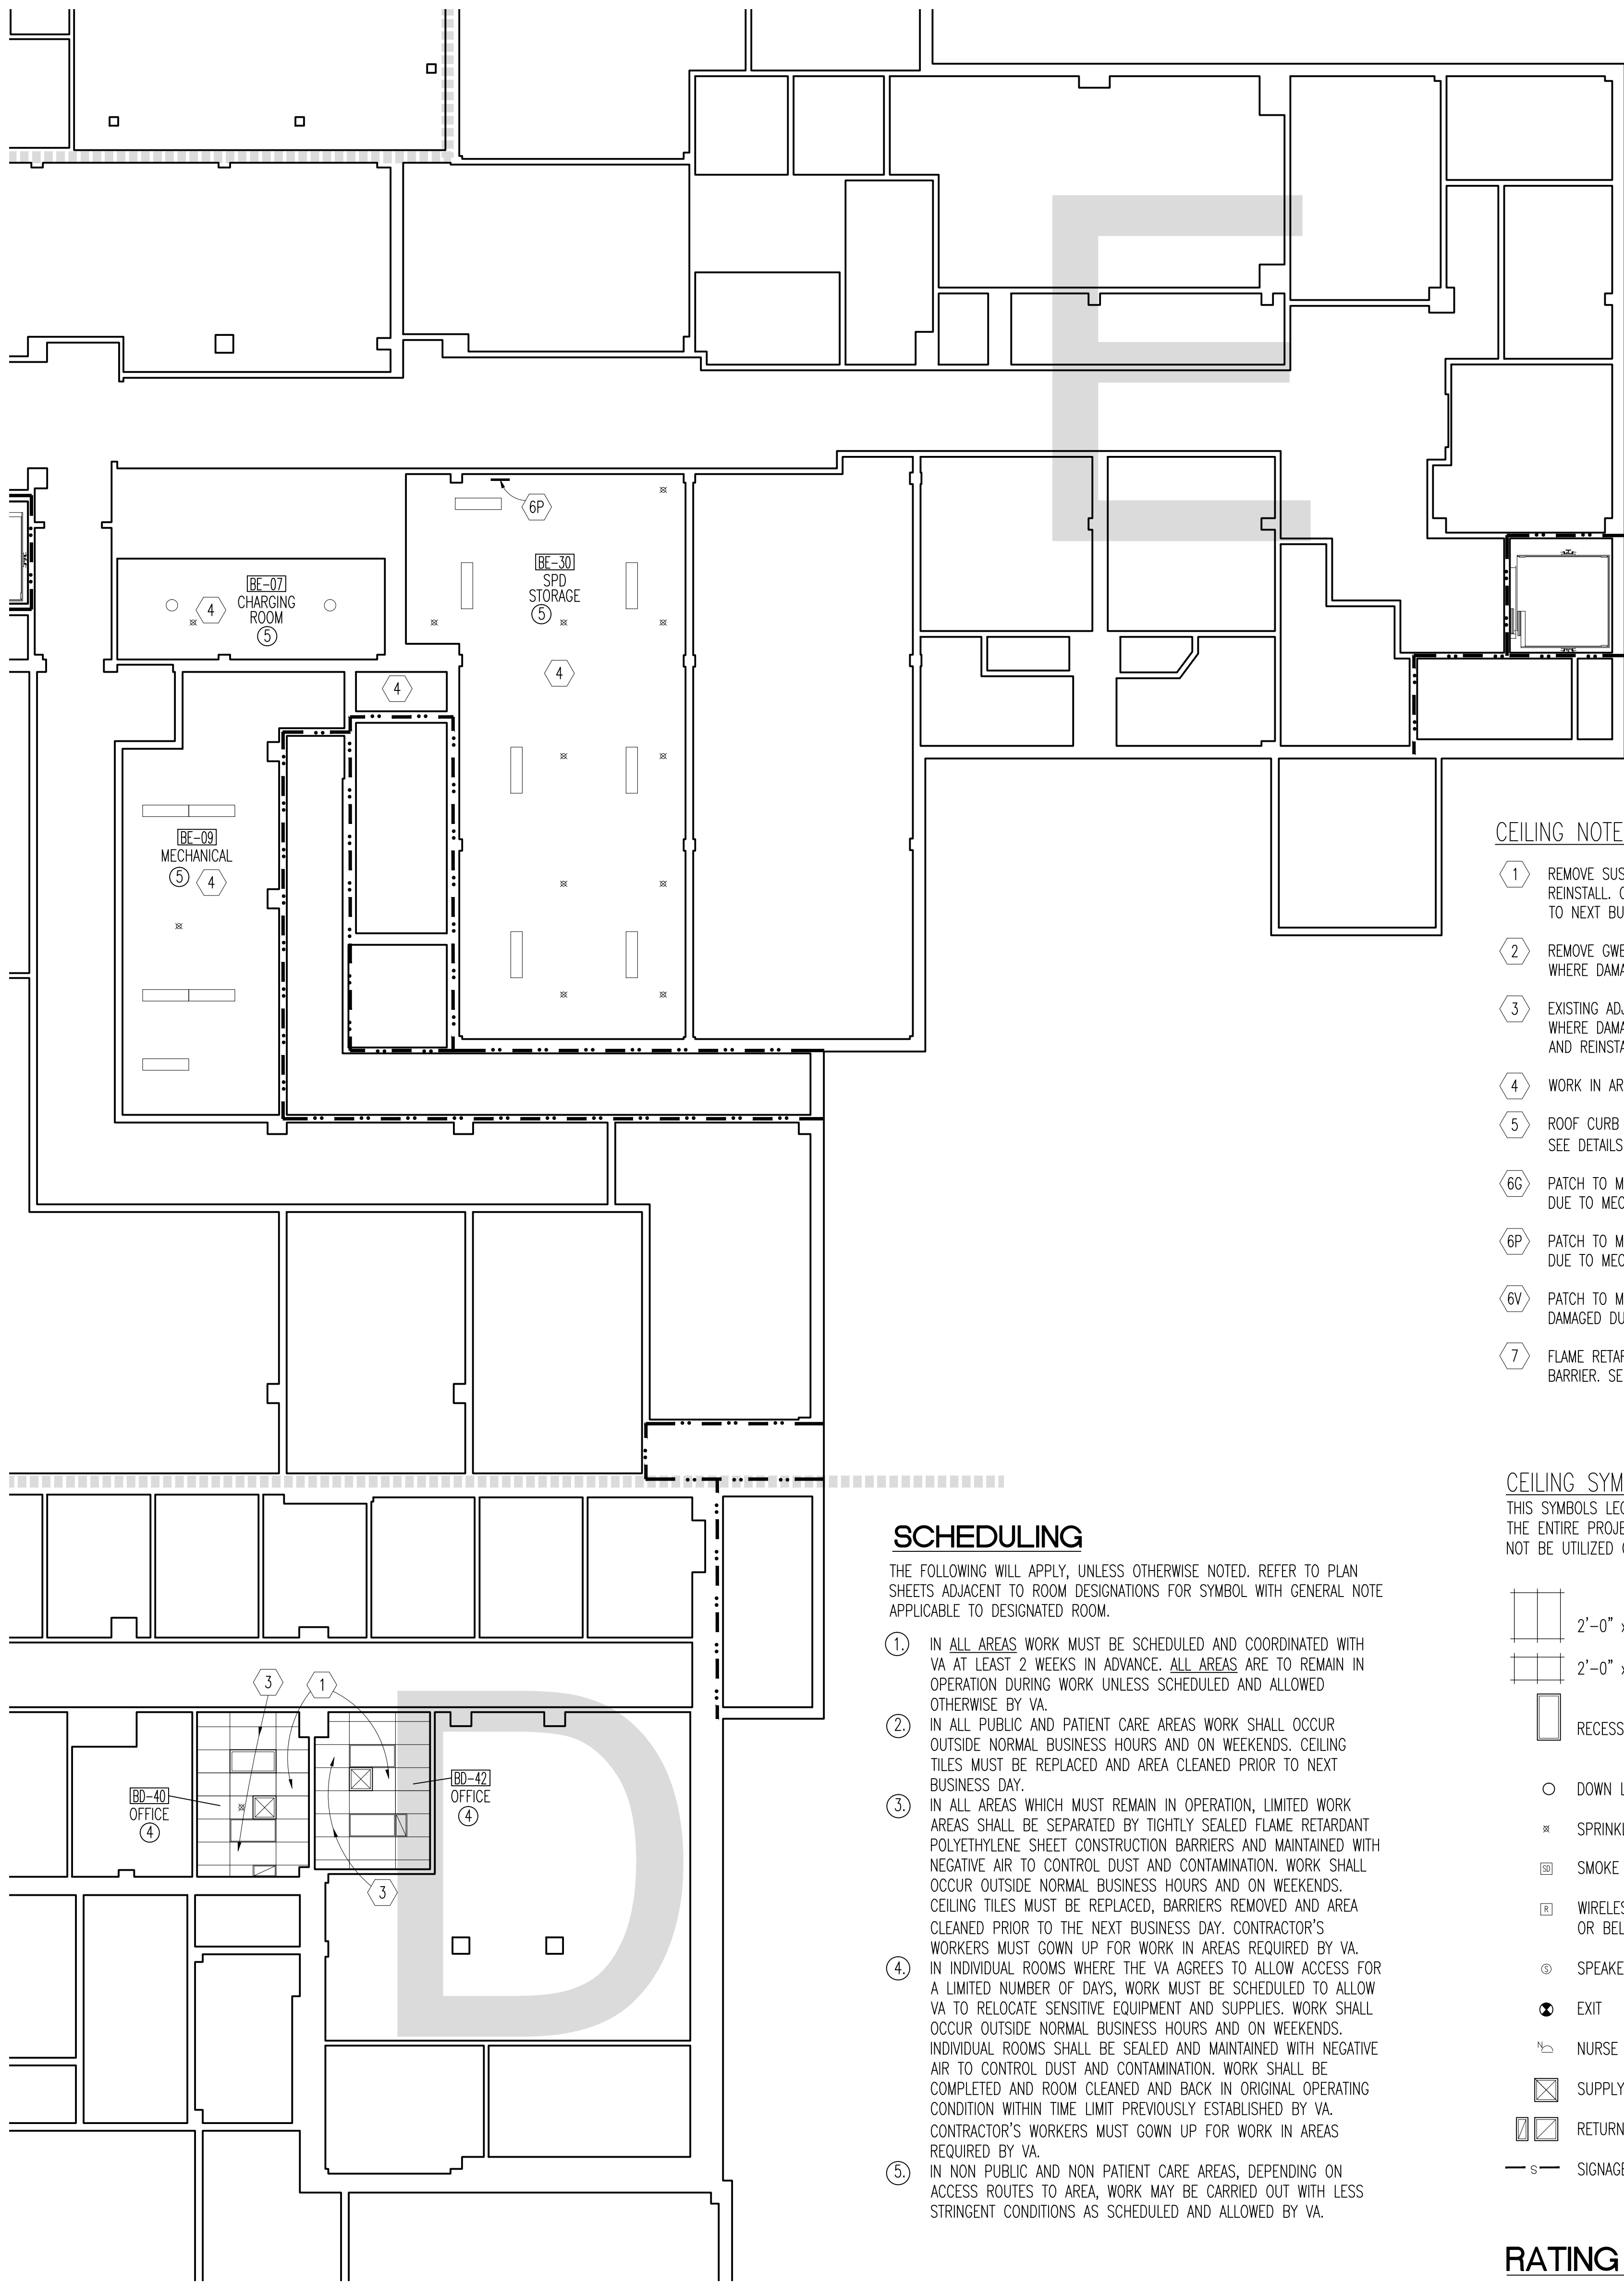 E
6P
BE-30
SPD
STORAGE
5
BE-07
CHARGING
ROOM
5
4
4
4
BE-09
MECHANICAL
5
4
CEILING NOTE
1 REMOVE SUS
REINSTALL. C
TO NEXT BU
2 REMOVE GWB
WHERE DAMA
3 EXISTING ADJ
WHERE DAMA
AND REINSTA
4 WORK IN AR
5 ROOF CURB
SEE DETAILS
6G PATCH TO M
DUE TO MEC
6P PATCH TO M
DUE TO MEC
6V PATCH TO M
DAMAGED DU
7 FLAME RETAR
BARRIER. SE
CEILING SYM
THIS SYMBOLS LEG
THE ENTIRE PROJE
NOT BE UTILIZED
2'-0" x
2'-0" x
RECESS
DOWN L
SPRINK
SD SMOKE
R WIRELES
OR BEL
S SPEAKE
EXIT
N NURSE
SUPPLY
RETURN
S SIGNAGE
RATING
SCHEDULING
THE FOLLOWING WILL APPLY, UNLESS OTHERWISE NOTED. REFER TO PLAN
SHEETS ADJACENT TO ROOM DESIGNATIONS FOR SYMBOL WITH GENERAL NOTE
APPLICABLE TO DESIGNATED ROOM.
1. IN ALL AREAS WORK MUST BE SCHEDULED AND COORDINATED WITH
VA AT LEAST 2 WEEKS IN ADVANCE. ALL AREAS ARE TO REMAIN IN
OPERATION DURING WORK UNLESS SCHEDULED AND ALLOWED
OTHERWISE BY VA.
2. IN ALL PUBLIC AND PATIENT CARE AREAS WORK SHALL OCCUR
OUTSIDE NORMAL BUSINESS HOURS AND ON WEEKENDS. CEILING
TILES MUST BE REPLACED AND AREA CLEANED PRIOR TO NEXT
BUSINESS DAY.
3. IN ALL AREAS WHICH MUST REMAIN IN OPERATION, LIMITED WORK
AREAS SHALL BE SEPARATED BY TIGHTLY SEALED FLAME RETARDANT
POLYETHYLENE SHEET CONSTRUCTION BARRIERS AND MAINTAINED WITH
NEGATIVE AIR TO CONTROL DUST AND CONTAMINATION. WORK SHALL
OCCUR OUTSIDE NORMAL BUSINESS HOURS AND ON WEEKENDS.
CEILING TILES MUST BE REPLACED, BARRIERS REMOVED AND AREA
CLEANED PRIOR TO THE NEXT BUSINESS DAY. CONTRACTOR'S
WORKERS MUST GOWN UP FOR WORK IN AREAS REQUIRED BY VA.
4. IN INDIVIDUAL ROOMS WHERE THE VA AGREES TO ALLOW ACCESS FOR
A LIMITED NUMBER OF DAYS, WORK MUST BE SCHEDULED TO ALLOW
VA TO RELOCATE SENSITIVE EQUIPMENT AND SUPPLIES. WORK SHALL
OCCUR OUTSIDE NORMAL BUSINESS HOURS AND ON WEEKENDS.
INDIVIDUAL ROOMS SHALL BE SEALED AND MAINTAINED WITH NEGATIVE
AIR TO CONTROL DUST AND CONTAMINATION. WORK SHALL BE
COMPLETED AND ROOM CLEANED AND BACK IN ORIGINAL OPERATING
CONDITION WITHIN TIME LIMIT PREVIOUSLY ESTABLISHED BY VA.
CONTRACTOR'S WORKERS MUST GOWN UP FOR WORK IN AREAS
REQUIRED BY VA.
5. IN NON PUBLIC AND NON PATIENT CARE AREAS, DEPENDING ON
ACCESS ROUTES TO AREA, WORK MAY BE CARRIED OUT WITH LESS
STRINGENT CONDITIONS AS SCHEDULED AND ALLOWED BY VA.
3
1
BD-40
OFFICE
4
BD-42
OFFICE
4
3
D